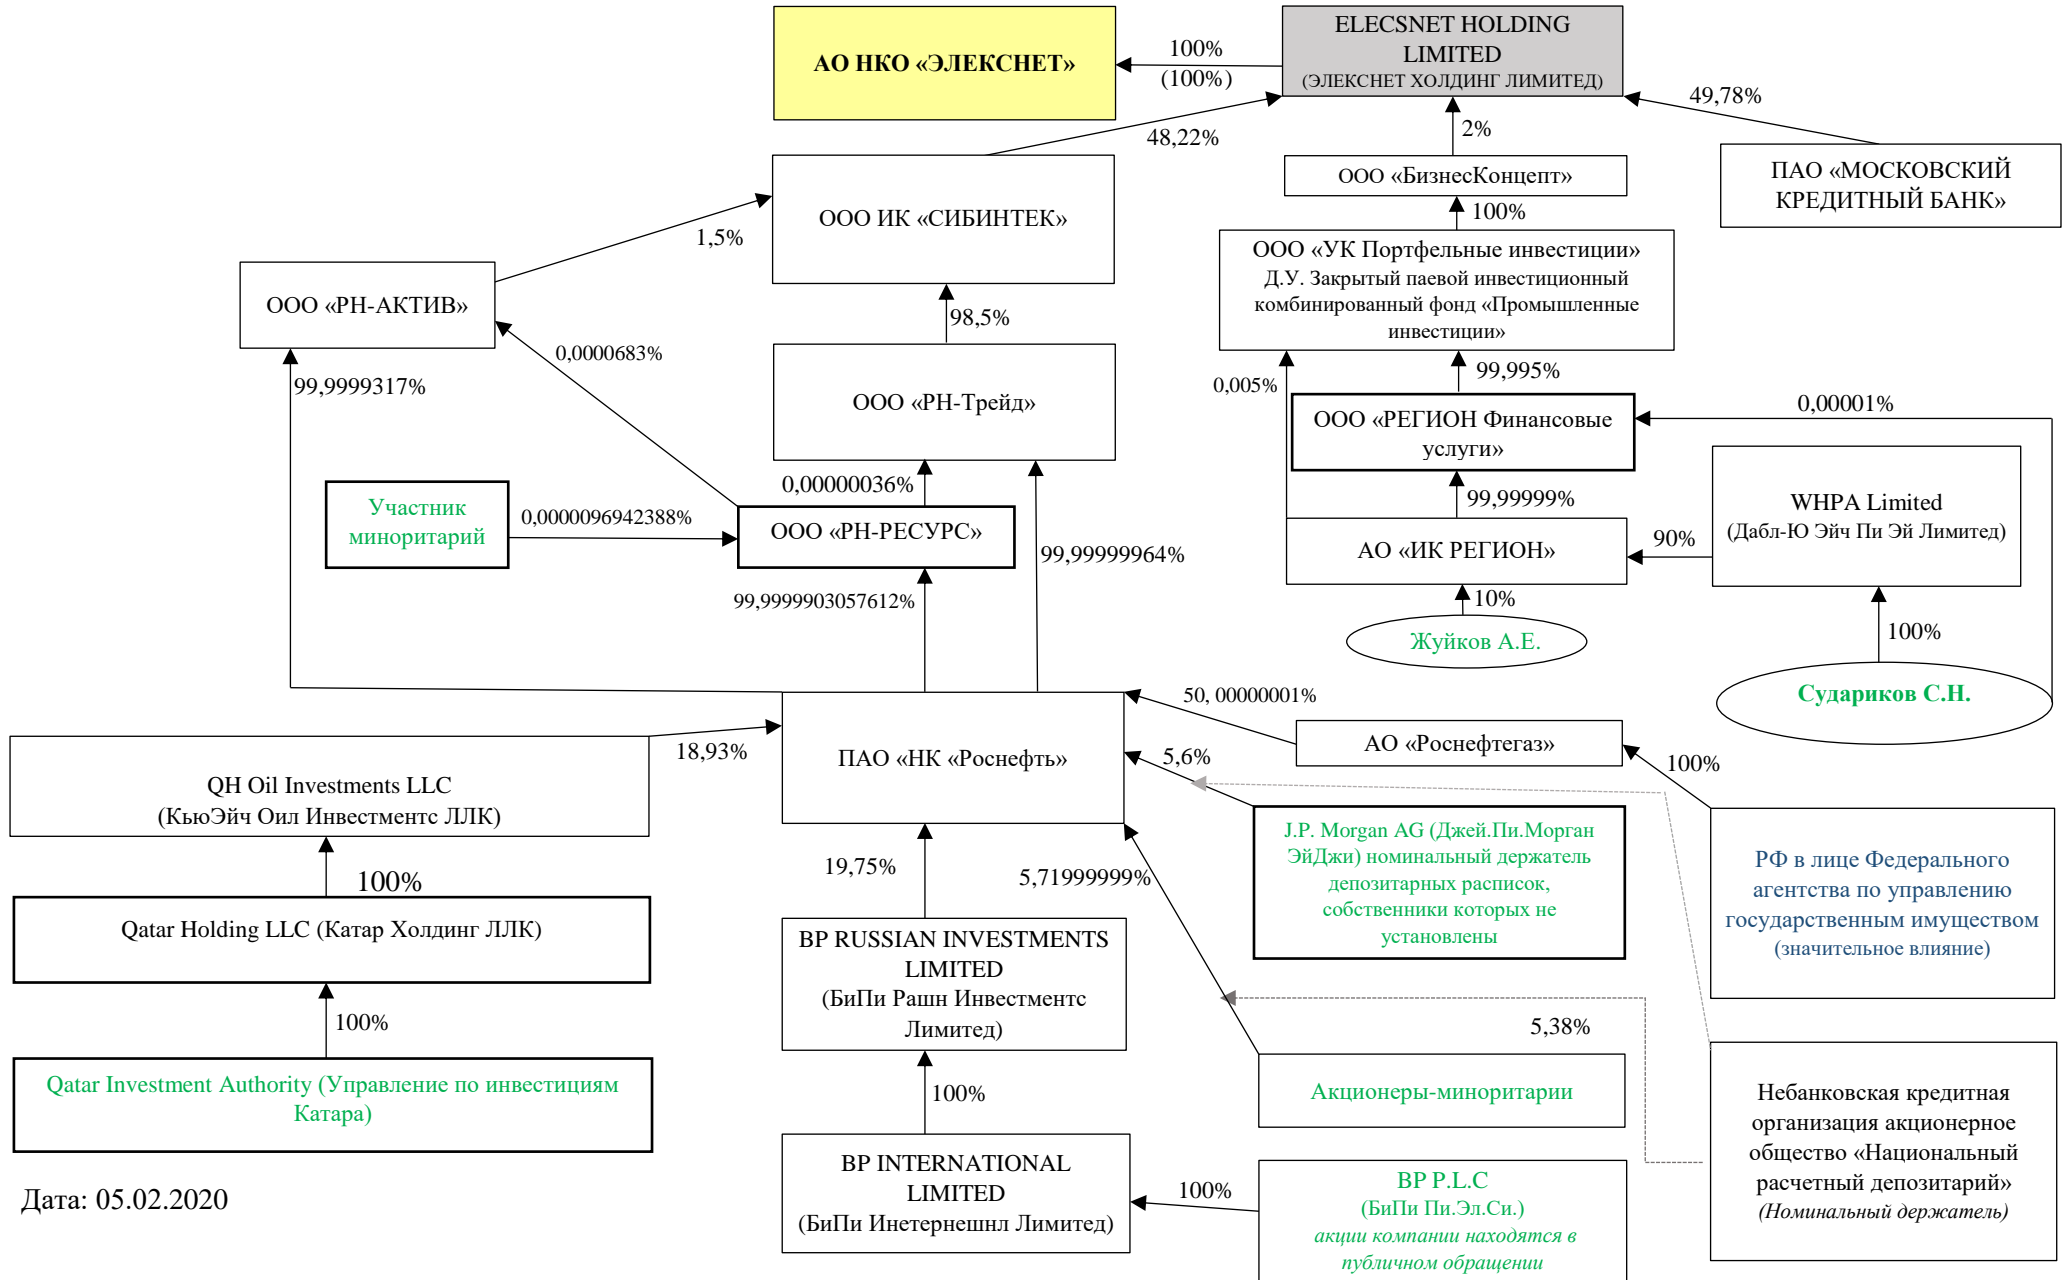 АО НКО «ЭЛЕКСНЕТ»
100%
(100%)
ELECSNET HOLDING
LIMITED
(ЭЛЕКСНЕТ ХОЛДИНГ ЛИМИТЕД)
48,22%
2%
49,78%
ООО «БизнесКонцепт»
ПАО «МОСКОВСКИЙ
КРЕДИТНЫЙ БАНК»
ООО ИК «СИБИНТЕК»
1,5%
100%
ООО «УК Портфельные инвестиции»
Д.У. Закрытый паевой инвестиционный
комбинированный фонд «Промышленные
инвестиции»
ООО «РН-АКТИВ»
98,5%
0,0000683%
99,9999317%
ООО «РН-Трейд»
0,005%
99,995%
ООО «РЕГИОН Финансовые
услуги»
0,00001%
0,00000036%
99,99999%
Участник
миноритарий
0,0000096942388%
ООО «РН-РЕСУРС»
99,99999964%
АО «ИК РЕГИОН»
90%
WHPA Limited
(Дабл-Ю Эйч Пи Эй Лимитед)
99,9999903057612%
10%
Жуйков А.Е.
100%
Судариков С.Н.
50, 00000001%
18,93%
ПАО «НК «Роснефть»
АО «Роснефтегаз»
5,6%
100%
QH Oil Investments LLC
(КьюЭйч Оил Инвестментс ЛЛК)
J.P. Morgan AG (Джей.Пи.Морган
ЭйДжи) номинальный держатель
депозитарных расписок,
собственники которых не
установлены
РФ в лице Федерального
агентства по управлению
государственным имуществом
(значительное влияние)
19,75%
5,71999999%
100%
Qatar Holding LLC (Катар Холдинг ЛЛК)
BP RUSSIAN INVESTMENTS
LIMITED
(БиПи Рашн Инвестментс
Лимитед)
100%
5,38%
Qatar Investment Authority (Управление по инвестициям
Катара)
100%
Акционеры-миноритарии
Небанковская кредитная
организация акционерное
общество «Национальный
расчетный депозитарий»
(Номинальный держатель)
BP INTERNATIONAL
LIMITED
(БиПи Инетернешнл Лимитед)
100%
BP P.L.C
(БиПи Пи.Эл.Си.)
акции компании находятся в
публичном обращении
Дата: 05.02.2020